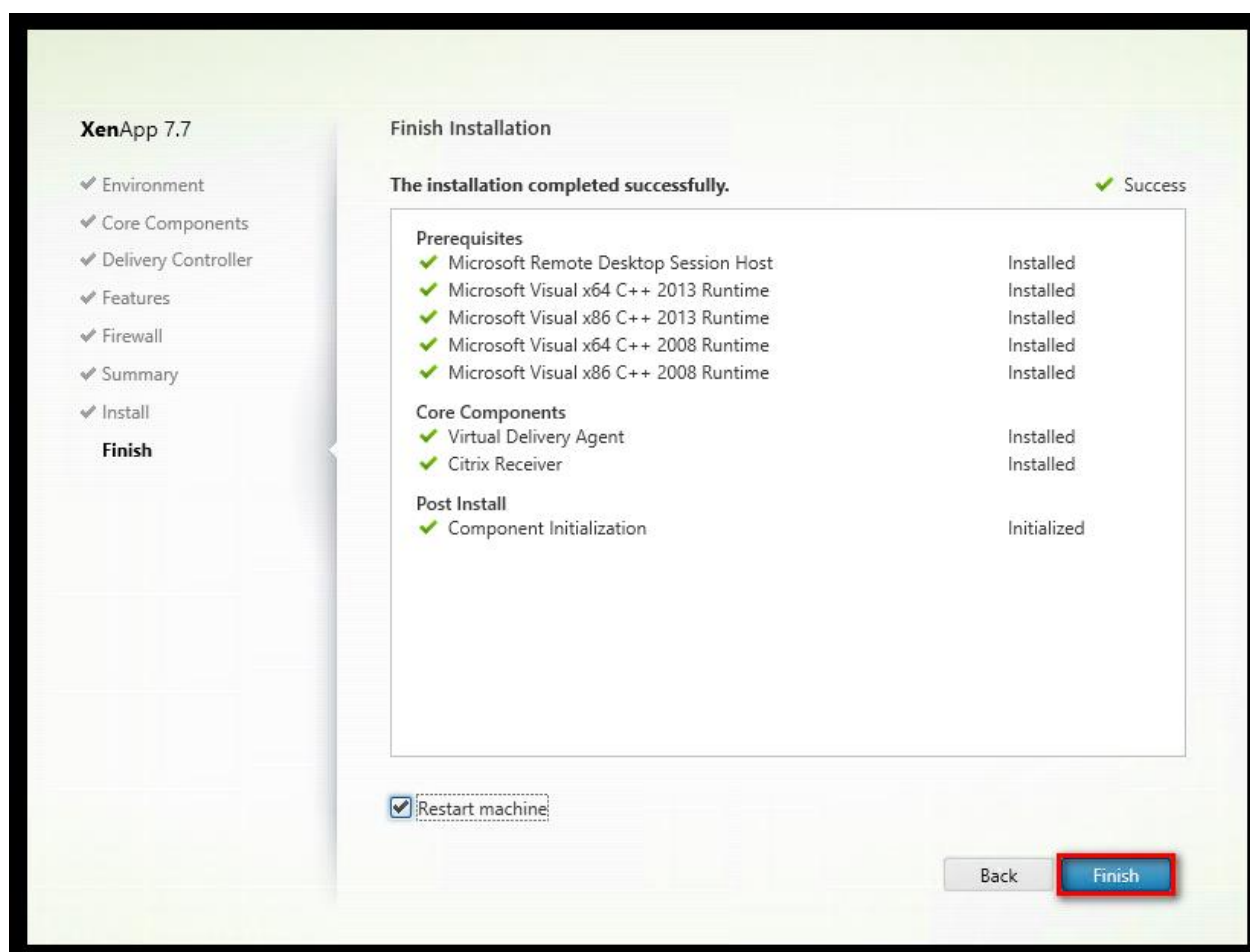 XenApp 7.7
Environment
Core Components
Delivery Controller
Features
Firewall
Summary
Install
Finish
Finish Installation
The installation completed successfully. Success
Prerequisites
Microsoft Remote Desktop Session Host Installed
Microsoft Visual x64 C++ 2013 Runtime Installed
Microsoft Visual x86 C++ 2013 Runtime Installed
Microsoft Visual x64 C++ 2008 Runtime Installed
Microsoft Visual x86 C++ 2008 Runtime Installed
Core Components
Virtual Delivery Agent Installed
Citrix Receiver Installed
Post Install
Component Initialization Initialized
Restart machine
Back Finish